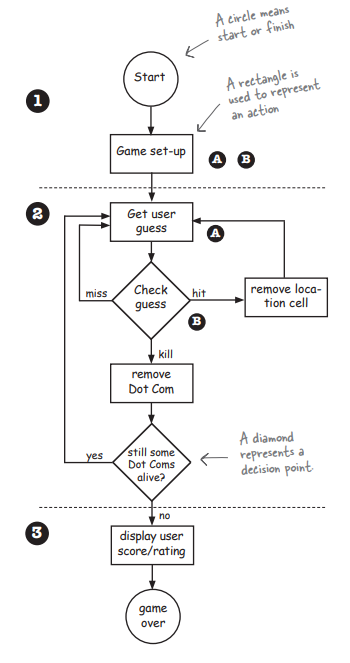 A circle means
start or finish
Start
A rectangle is
used to represent
an action
1
Game set-up
A B
2
Get user
guess
A
miss
Check
guess
hit
remove loca-
tion cell
B
kill
remove
Dot Com
yes
still some
Dot Coms
alive?
A diamond
represents a
decision point.
no
3
display user
score/rating
game
over